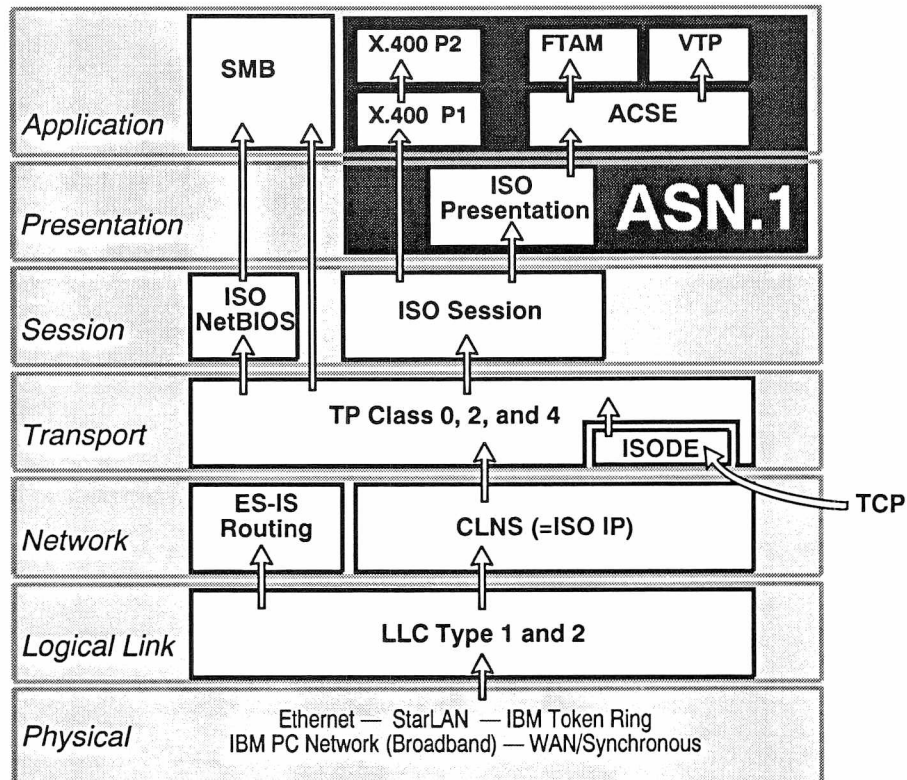 X.400 P2
FTAM
VTP
SMB
X.400 P1
ACSE
Application
ISO
Presentation
ASN.1
Presentation
ISO
NetBIOS
ISO Session
Session
TP Class 0, 2, and 4
Transport
ISODE
TCP
ES-IS
Routing
CLNS (=ISO IP)
Network
LLC Type 1 and 2
Logical Link
Ethernet — StarLAN — IBM Token Ring
IBM PC Network (Broadband) — WAN/Synchronous
Physical